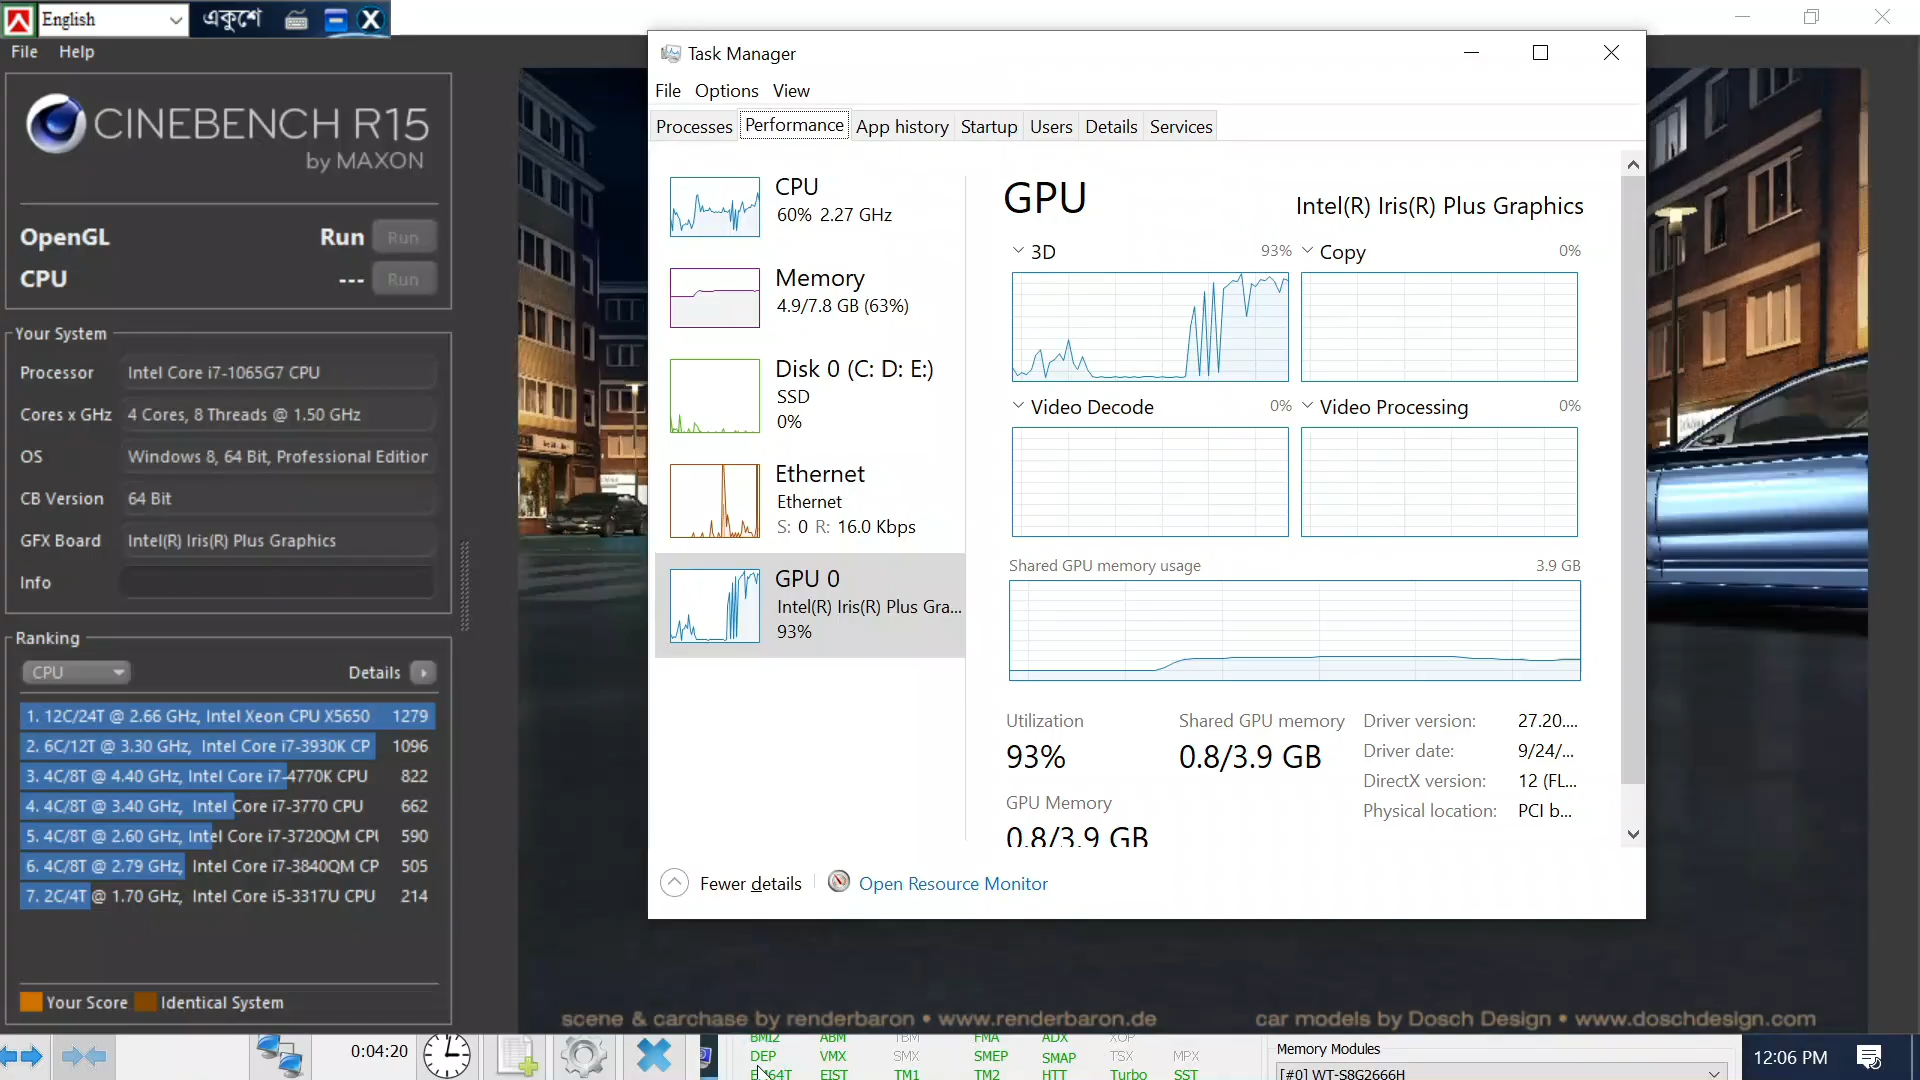 English
একুশে
File Help
CINEBENCH R15
by MAXON
OpenGL Run Run
CPU --- Run
Your System
Processor Intel Core i7-1065G7 CPU
Cores x GHz 4 Cores, 8 Threads @ 1.50 GHz
OS Windows 8, 64 Bit, Professional Edition
CB Version 64 Bit
GFX Board Intel(R) Iris(R) Plus Graphics
Info
Ranking
CPU Details
1. 12C/24T @ 2.66 GHz, Intel Xeon CPU X5650 1279
2. 6C/12T @ 3.30 GHz, Intel Core i7-3930K CP 1096
3. 4C/8T @ 4.40 GHz, Intel Core i7-4770K CPU 822
4. 4C/8T @ 3.40 GHz, Intel Core i7-3770 CPU 662
5. 4C/8T @ 2.60 GHz, Intel Core i7-3720QM CPU 590
6. 4C/8T @ 2.79 GHz, Intel Core i7-3840QM CP 505
7. 2C/4T @ 1.70 GHz, Intel Core i5-3317U CPU 214
Your Score Identical System
Task Manager
File Options View
Processes Performance App history Startup Users Details Services
CPU
60% 2.27 GHz
Memory
4.9/7.8 GB (63%)
Disk 0 (C: D: E:)
SSD
0%
Ethernet
Ethernet
S: 0 R: 16.0 Kbps
GPU 0
Intel(R) Iris(R) Plus Gra...
93%
GPU Intel(R) Iris(R) Plus Graphics
3D 93% Copy 0%
Video Decode 0% Video Processing 0%
Shared GPU memory usage 3.9 GB
Utilization
93%
Shared GPU memory
0.8/3.9 GB
GPU Memory
0.8/3.9 GB
Driver version: 27.20....
Driver date: 9/24/...
DirectX version: 12 (FL...
Physical location: PCI b...
Fewer details Open Resource Monitor
scene & carchase by renderbaron • www.renderbaron.de car models by Dosch Design • www.doschdesign.com
0:04:20
BMI2 ABM TBM FMA ADX XOP
DEP VMX SMX SMEP SMAP TSX MPX
EM64T EIST TM1 TM2 HTT Turbo SST
Memory Modules
[#0] WT-S8G2666H
12:06 PM